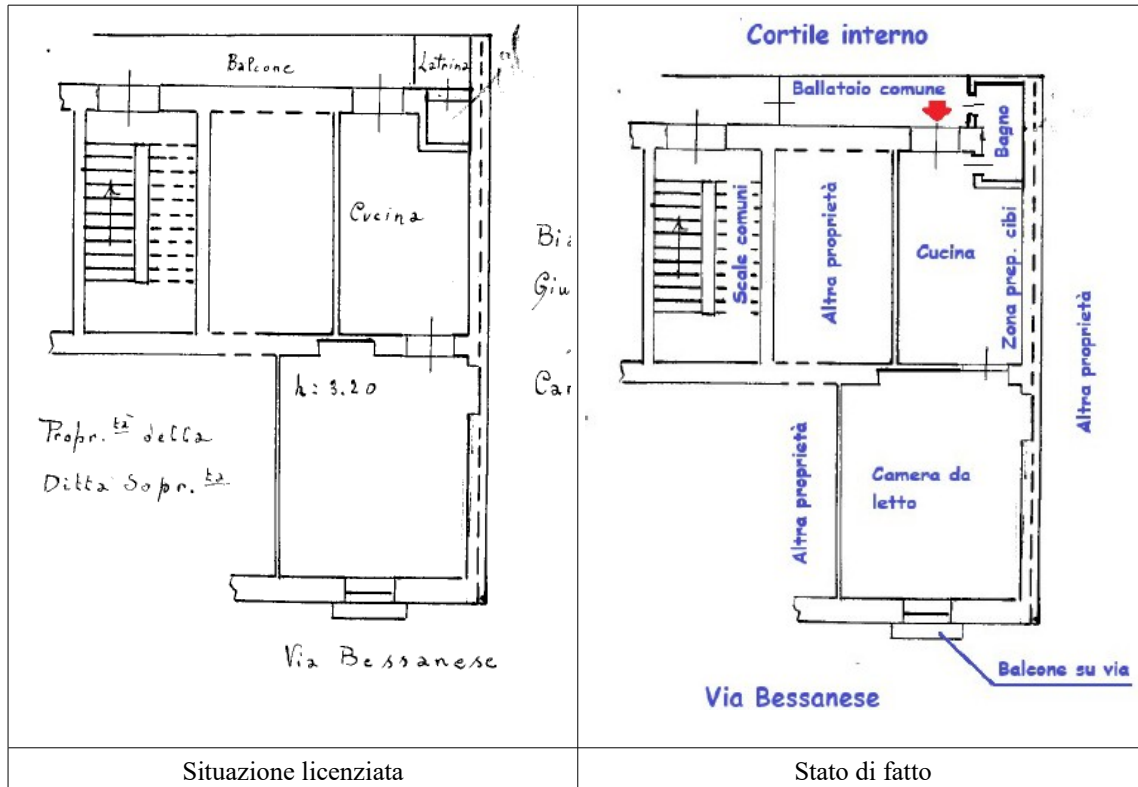 Balcone
Latrina
Cucina
h: 3.20
Propr.tà della
Ditta Sopr.ta
Via Bessanese
Situazione licenziata
Cortile interno
Ballatoio comune
Bagno
Scale comuni
Altra proprietà
Cucina
Zona prep. cibi
Altra proprietà
Altra proprietà
Camera da
letto
Balcone su via
Via Bessanese
Stato di fatto